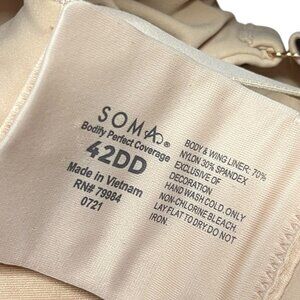 SOMA®
Bodify Perfect Coverage
42DD
Made in Vietnam
RN# 79984
0721
BODY & WING LINER: 70%
NYLON 30% SPANDEX
EXCLUSIVE OF
DECORATION
HAND WASH COLD ONLY
NON-CHLORINE BLEACH.
LAY FLAT TO DRY. DO NOT
IRON.